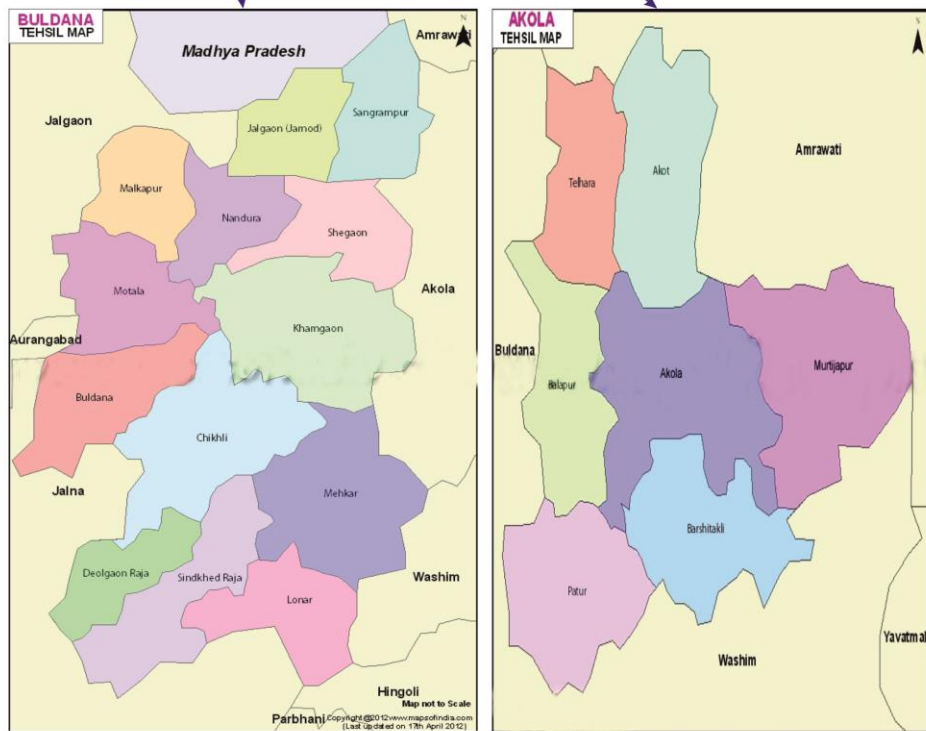 BULDANA
TEHSIL MAP
N
Amrawati
Madhya Pradesh
Sangrampur
Jalgaon
Jalgaon (Jamod)
Malkapur
Nandura
Shegaon
Motala
Akola
Khamgaon
Aurangabad
Buldana
Chikhli
Mehkar
Jalna
Deolgaon Raja
Sindkhed Raja
Washim
Lonar
Hingoli
Map not to Scale
Parbhani
Copyright@2012www.mapsofindia.com
(Last updated on 17th April 2012)
AKOLA
TEHSIL MAP
N
Amrawati
Telhara
Akot
Buldana
Murtijapur
Akola
Balapur
Barshitakli
Patur
Yavatmal
Washim